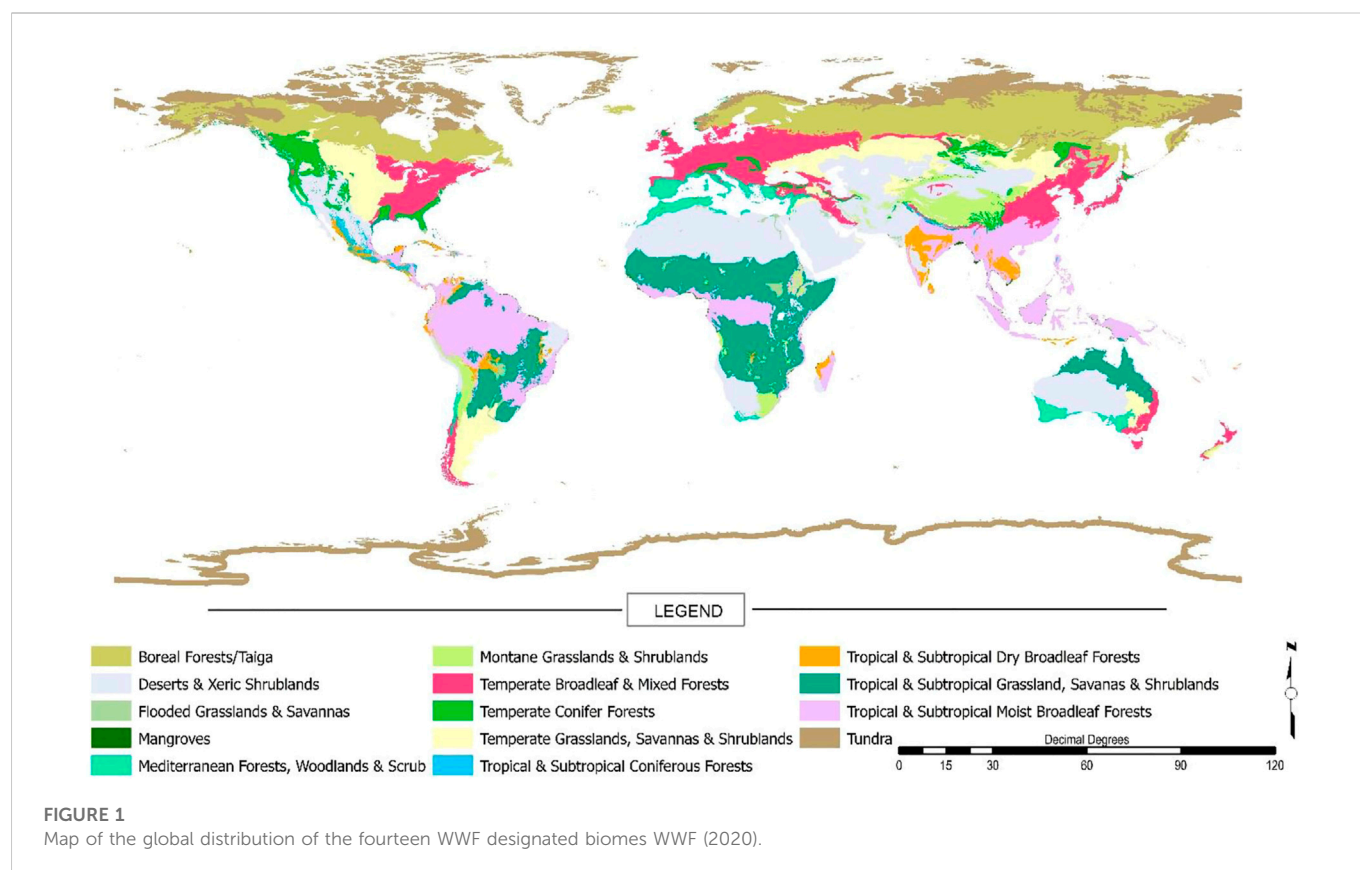 LEGEND
Boreal Forests/Taiga
Deserts & Xeric Shrublands
Flooded Grasslands & Savannas
Mangroves
Mediterranean Forests, Woodlands & Scrub
Montane Grasslands & Shrublands
Temperate Broadleaf & Mixed Forests
Temperate Conifer Forests
Temperate Grasslands, Savannas & Shrublands
Tropical & Subtropical Coniferous Forests
Tropical & Subtropical Dry Broadleaf Forests
Tropical & Subtropical Grassland, Savanas & Shrublands
Tropical & Subtropical Moist Broadleaf Forests
Tundra
N
Decimal Degrees
0 15 30 60 90 120
FIGURE 1
Map of the global distribution of the fourteen WWF designated biomes WWF (2020).